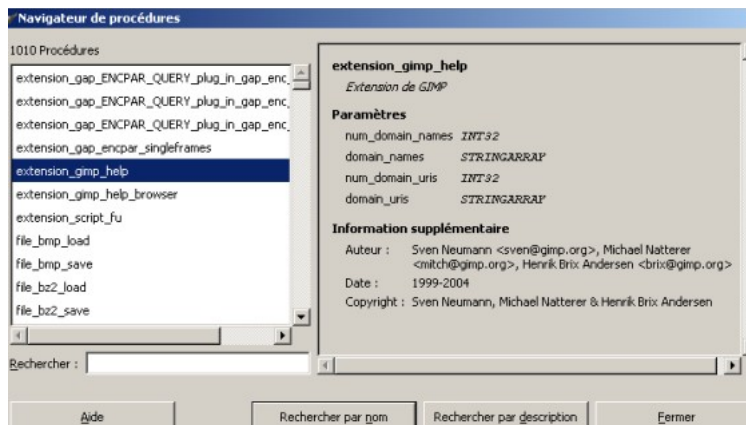 Navigateur de procédures
1010 Procédures
extension_gap_ENCPAR_QUERY_plug_in_gap_enc_
extension_gap_ENCPAR_QUERY_plug_in_gap_enc_
extension_gap_ENCPAR_QUERY_plug_in_gap_enc_
extension_gap_encpar_singleframes
extension_gimp_help
extension_gimp_help_browser
extension_script_fu
file_bmp_load
file_bmp_save
file_bz2_load
file_bz2_save
Rechercher :
extension_gimp_help
Extension de GIMP
Paramètres
num_domain_names INT32
domain_names STRINGARRAY
num_domain_uris INT32
domain_uris STRINGARRAY
Information supplémentaire
Auteur : Sven Neumann <sven@gimp.org>, Michael Natterer
<mitch@gimp.org>, Henrik Brix Andersen <brix@gimp.org>
Date : 1999-2004
Copyright : Sven Neumann, Michael Natterer & Henrik Brix Andersen
Aide
Rechercher par nom
Rechercher par description
Fermer